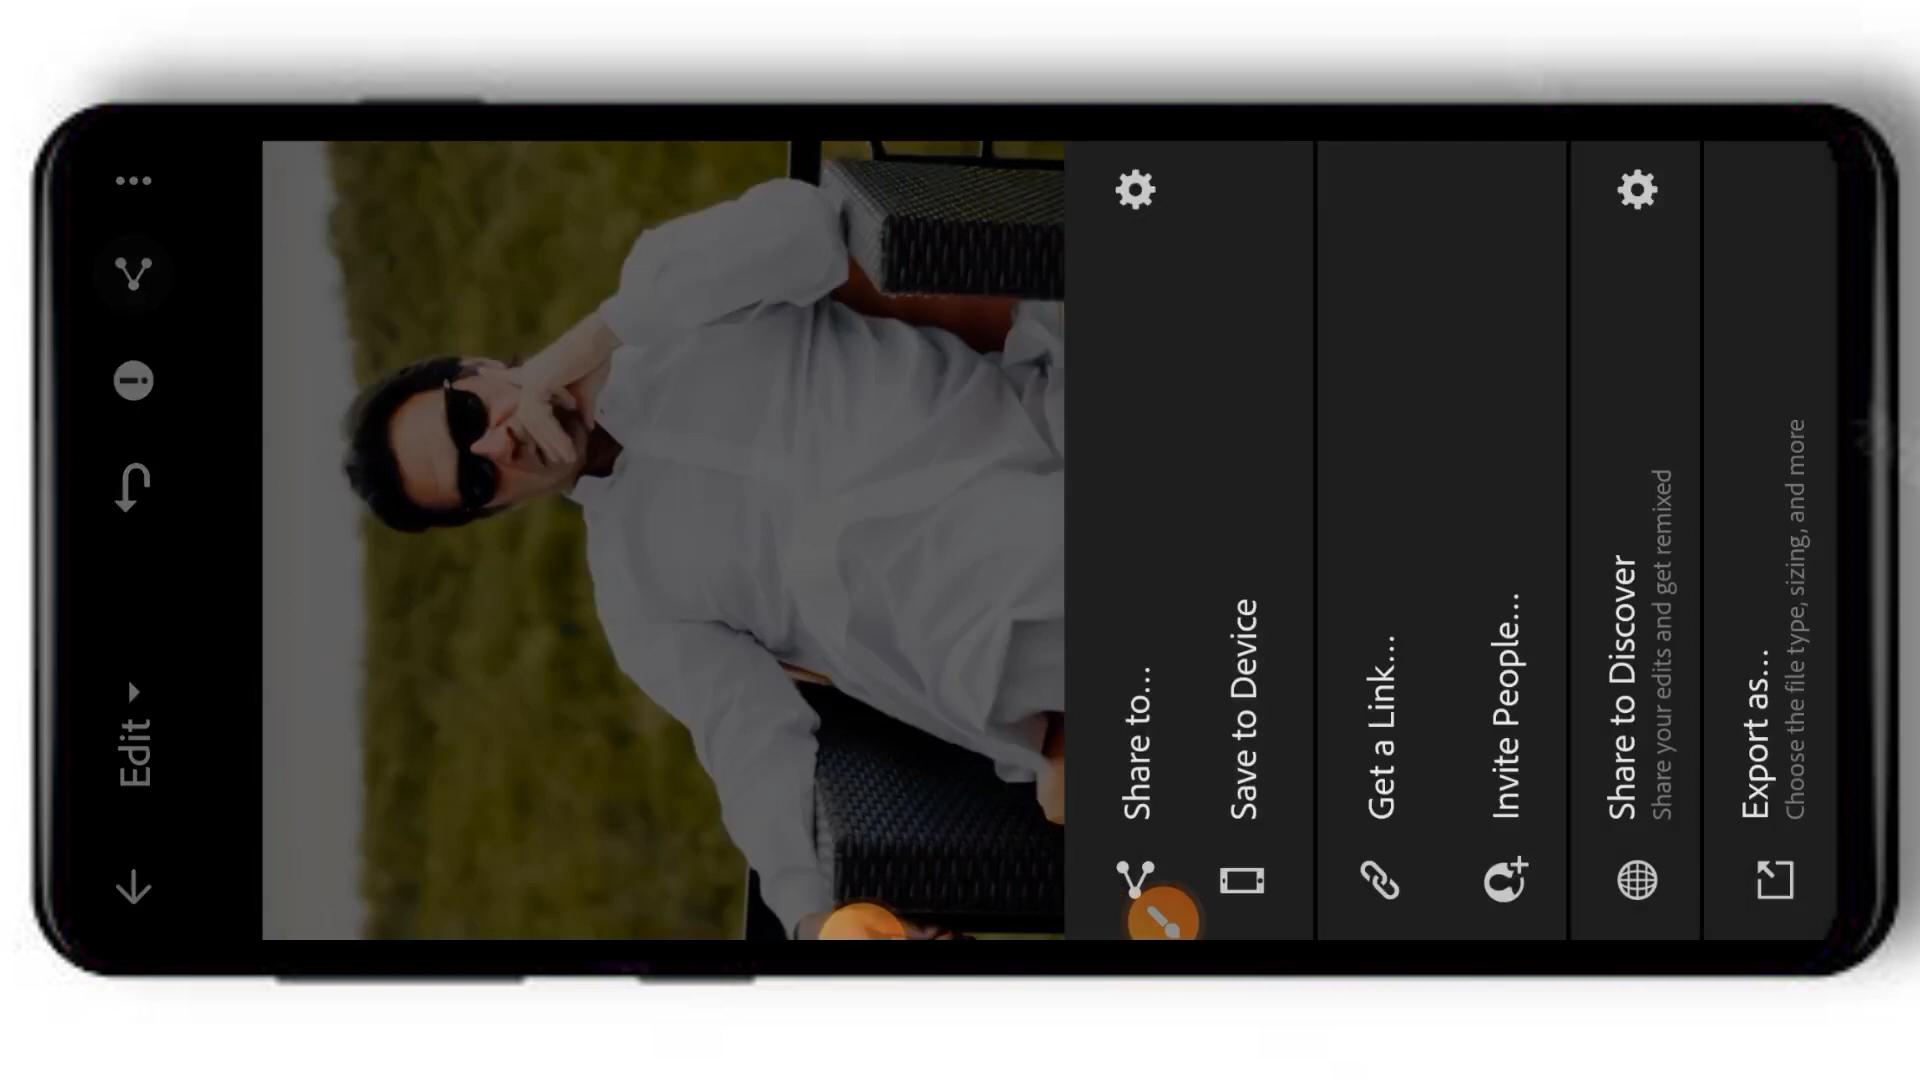 Edit
Share to...
Save to Device
Get a Link...
Invite People...
Share to Discover
Share your edits and get remixed
Export as...
Choose the file type, sizing, and more